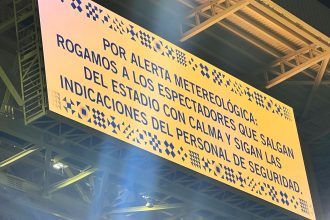 POR ALERTA METEREOLÓGICA:
ROGAMOS A LOS ESPECTADORES QUE SALGAN
DEL ESTADIO CON CALMA Y SIGAN LAS
INDICACIONES DEL PERSONAL DE SEGURIDAD.